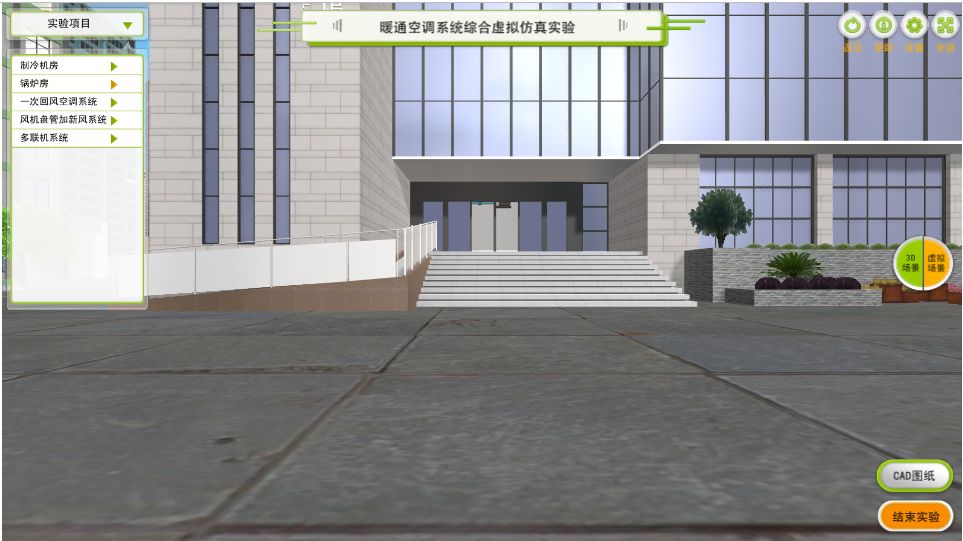 实验项目
暖通空调系统综合虚拟仿真实验
制冷机房
锅炉房
一次回风空调系统
风机盘管加新风系统
多联机系统
3D
场景
虚拟
场景
CAD图纸
结束实验